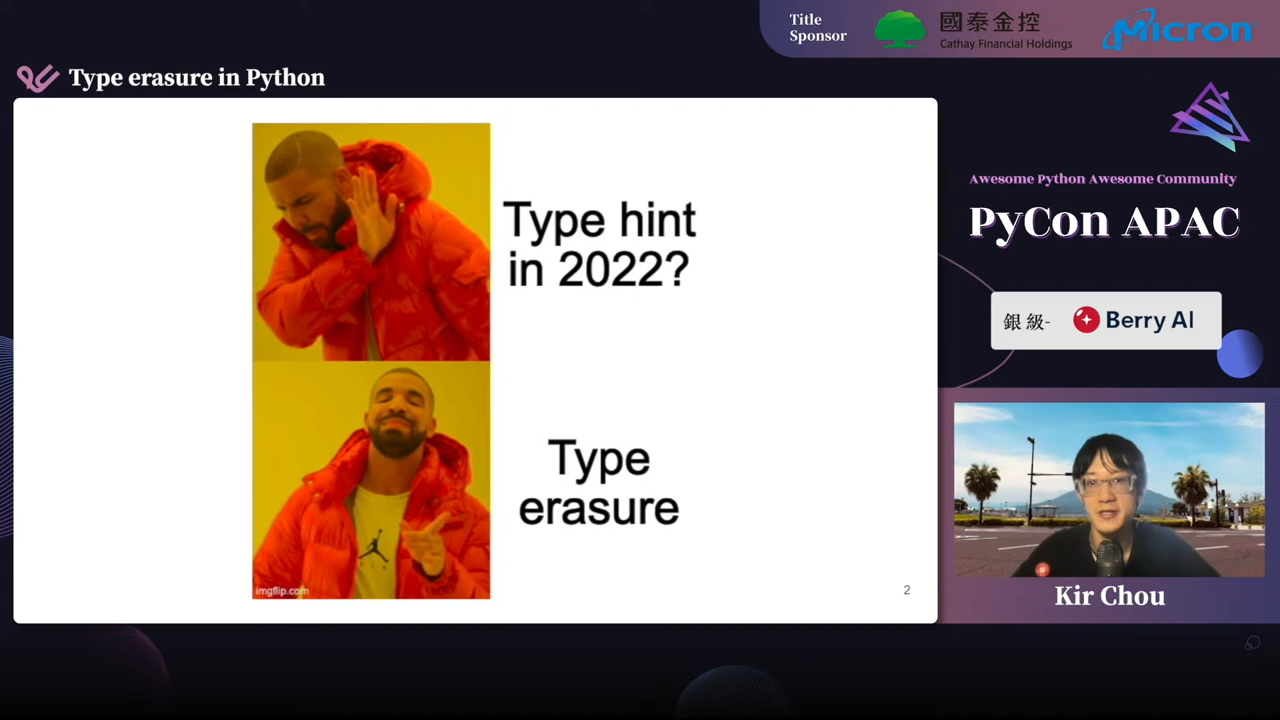 Title
Sponsor
國泰金控
Cathay Financial Holdings
Micron
Type erasure in Python
Type hint
in 2022?
Type
erasure
imgflip.com
2
Awesome Python Awesome Community
PyCon APAC
銀級-
Berry AI
Kir Chou